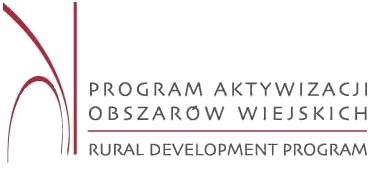 PROGRAM AKTYWIZACJI
OBSZARÓW WIEJSKICH
RURAL DEVELOPMENT PROGRAM